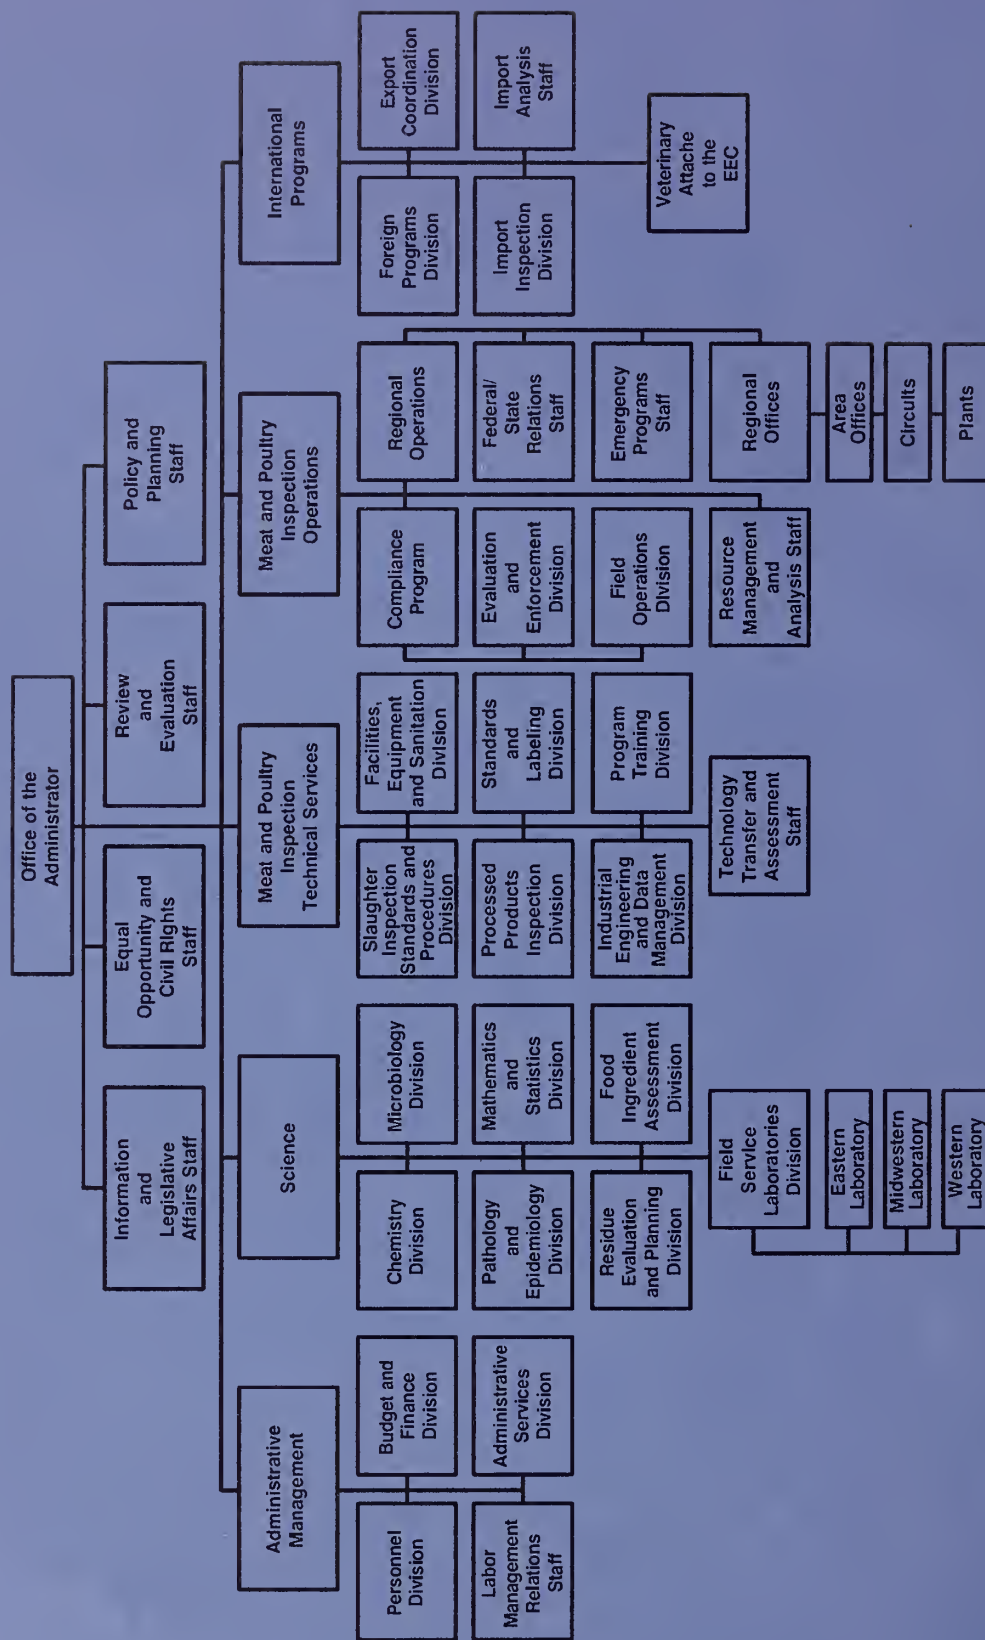 Office of the
Administrator
Information
and
Legislative
Affairs Staff
Equal
Opportunity and
Civil Rights
Staff
Review
and
Evaluation
Staff
Policy and
Planning
Staff
Administrative
Management
Science
Meat and Poultry
Inspection
Technical Services
Meat and Poultry
Inspection
Operations
International
Programs
Personnel
Division
Budget and
Finance
Division
Labor
Management
Relations
Staff
Administrative
Services
Division
Chemistry
Division
Microbiology
Division
Pathology
and
Epidemiology
Division
Mathematics
and
Statistics
Division
Residue
Evaluation
and Planning
Division
Food
Ingredient
Assessment
Division
Field
Service
Laboratories
Division
Eastern
Laboratory
Midwestern
Laboratory
Western
Laboratory
Slaughter
Inspection
Standards and
Procedures
Division
Facilities,
Equipment
and Sanitation
Division
Processed
Products
Inspection
Division
Standards
and
Labeling
Division
Industrial
Engineering
and Data
Management
Division
Program
Training
Division
Technology
Transfer and
Assessment
Staff
Compliance
Program
Regional
Operations
Evaluation
and
Enforcement
Division
Federal/
State
Relations
Staff
Field
Operations
Division
Emergency
Programs
Staff
Resource
Management
and
Analysis Staff
Regional
Offices
Area
Offices
Circuits
Plants
Foreign
Programs
Division
Export
Coordination
Division
Import
Inspection
Division
Import
Analysis
Staff
Veterinary
Attache
to the
EEC